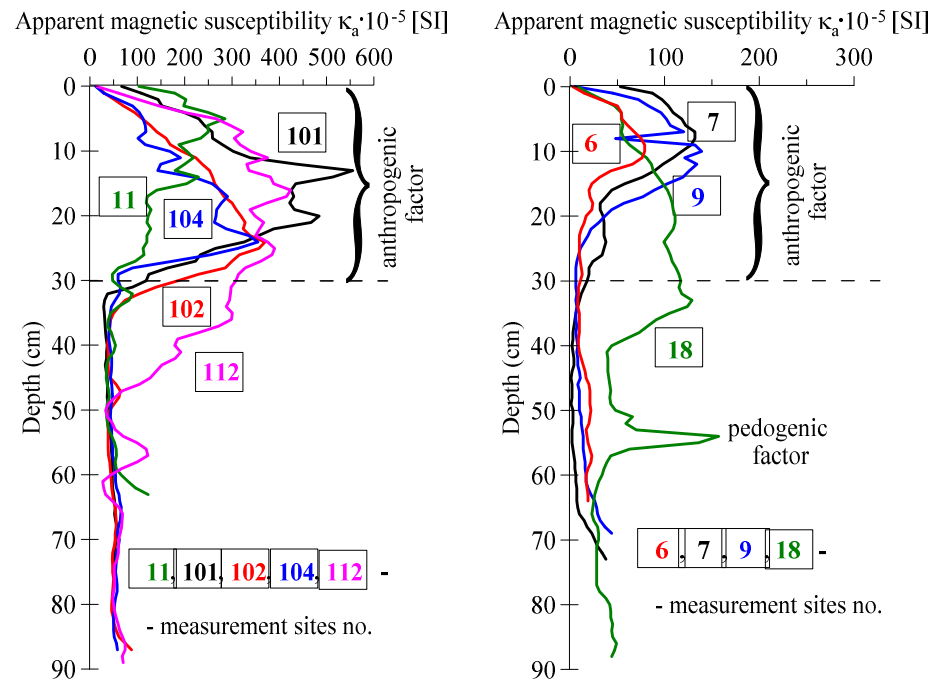 Apparent magnetic susceptibility κa·10-5 [SI]
0 100 200 300 400 500 600
0
10
20
30
40
50
60
70
80
90
Depth (cm)
101
11
104
102
112
anthropogenic
factor
11, 101, 102, 104, 112 -
- measurement sites no.
Apparent magnetic susceptibility κa·10-5 [SI]
0 100 200 300
0
10
20
30
40
50
60
70
80
90
Depth (cm)
7
6
9
18
anthropogenic
factor
pedogenic
factor
6, 7, 9, 18 -
- measurement sites no.